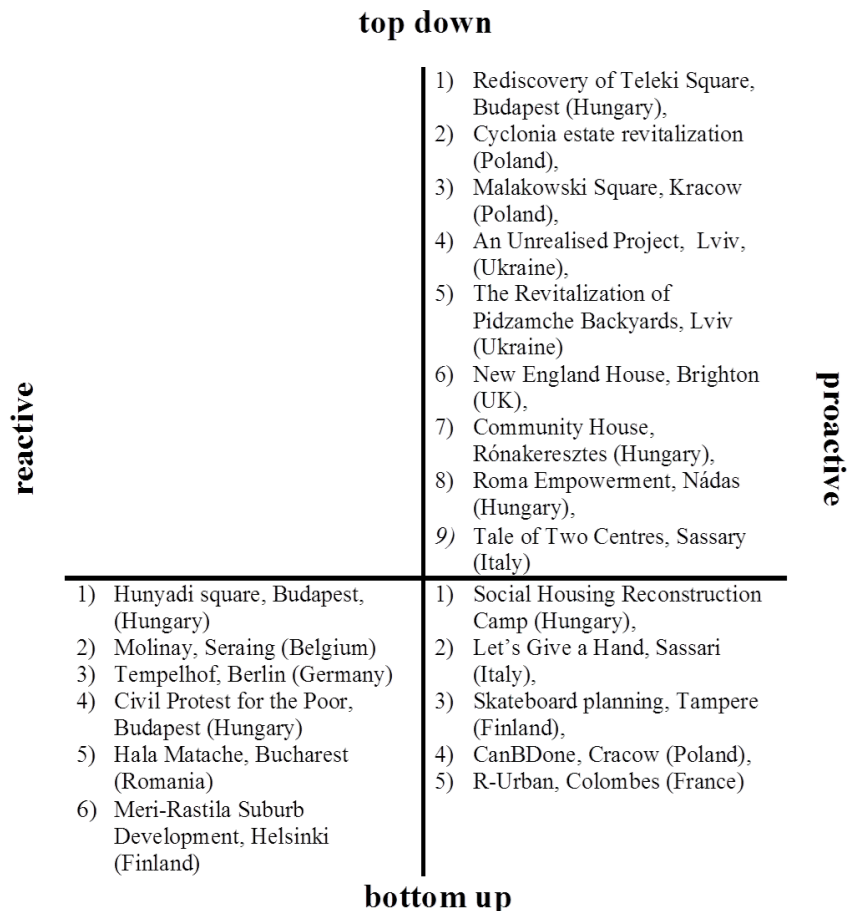 top down
1) Rediscovery of Teleki Square,
Budapest (Hungary),
2) Cyclonia estate revitalization
(Poland),
3) Malakowski Square, Kracow
(Poland),
4) An Unrealised Project, Lviv,
(Ukraine),
5) The Revitalization of
Pidzamche Backyards, Lviv
(Ukraine)
6) New England House, Brighton
(UK),
7) Community House,
Rónakeresztes (Hungary),
8) Roma Empowerment, Nádas
(Hungary),
9) Tale of Two Centres, Sassary
(Italy)
reactive
proactive
1) Hunyadi square, Budapest,
(Hungary)
2) Molinay, Seraing (Belgium)
3) Tempelhof, Berlin (Germany)
4) Civil Protest for the Poor,
Budapest (Hungary)
5) Hala Matache, Bucharest
(Romania)
6) Meri-Rastila Suburb
Development, Helsinki
(Finland)
1) Social Housing Reconstruction
Camp (Hungary),
2) Let’s Give a Hand, Sassari
(Italy),
3) Skateboard planning, Tampere
(Finland),
4) CanBDone, Cracow (Poland),
5) R-Urban, Colombes (France)
bottom up